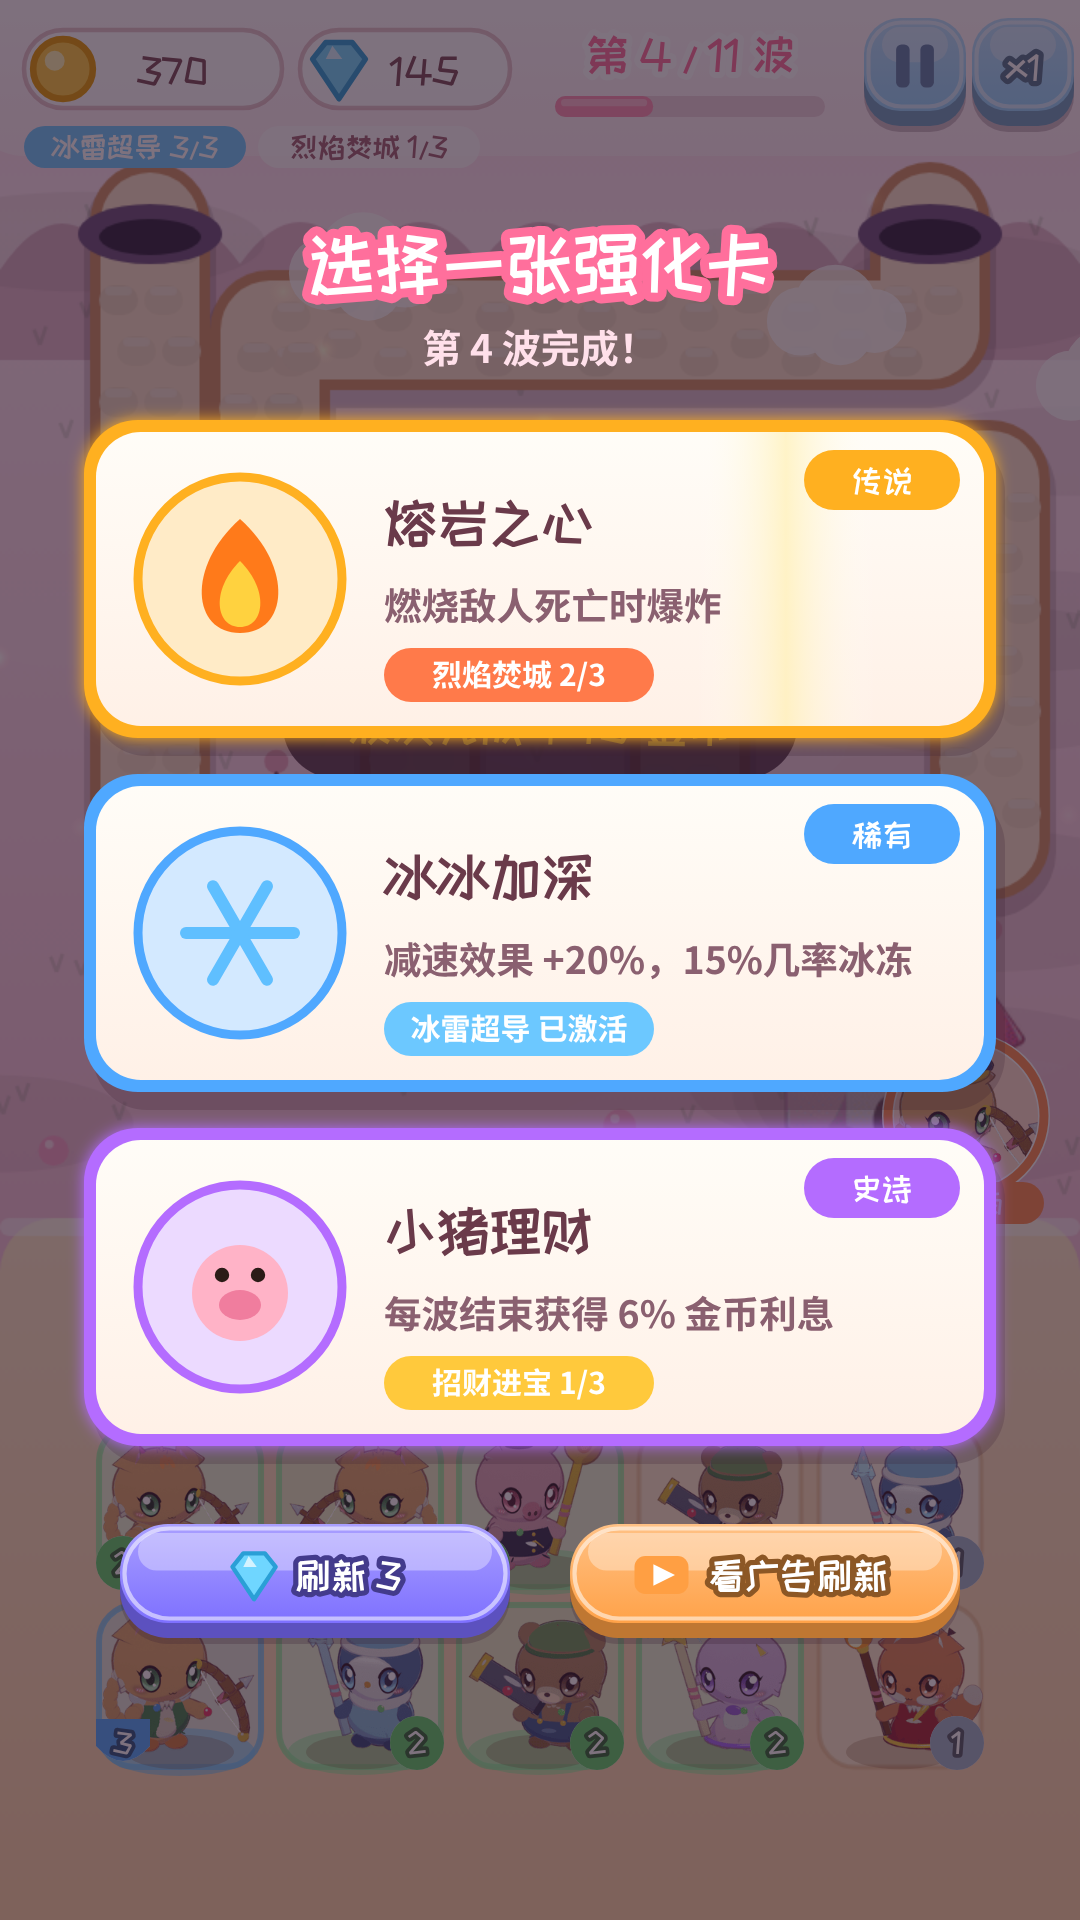 370
145
第 4 / 11 波
×1
冰雷超导 3/3
烈焰焚城 1/3
选择一张强化卡
第 4 波完成!
传说
熔岩之心
燃烧敌人死亡时爆炸
烈焰焚城 2/3
稀有
冰冰加深
减速效果 +20%，15%几率冰冻
冰雷超导 已激活
史诗
小猪理财
每波结束获得 6% 金币利息
招财进宝 1/3
刷新 3
看广告刷新
3
2
2
2
1